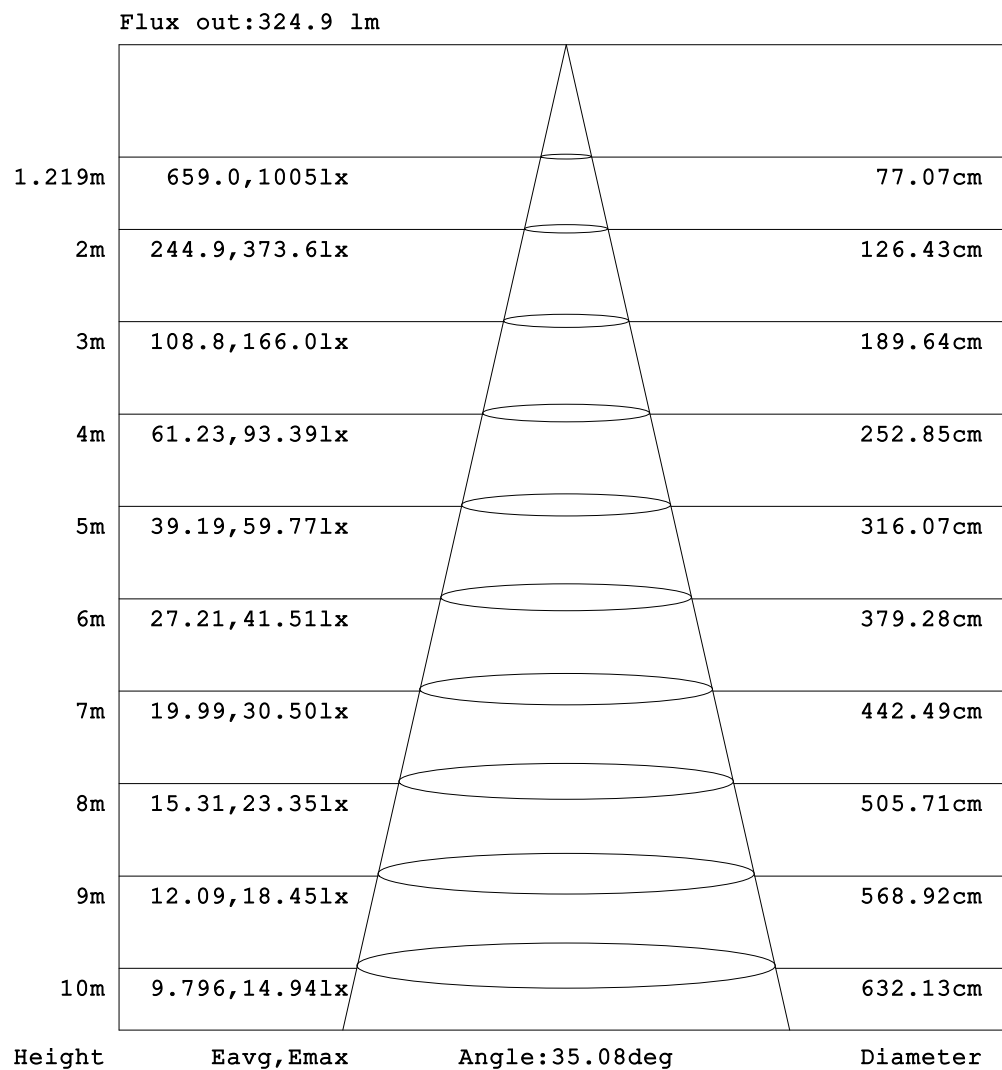 Flux out:324.9 lm
1.219m 659.0,1005lx 77.07cm
2m 244.9,373.6lx 126.43cm
3m 108.8,166.0lx 189.64cm
4m 61.23,93.39lx 252.85cm
5m 39.19,59.77lx 316.07cm
6m 27.21,41.51lx 379.28cm
7m 19.99,30.50lx 442.49cm
8m 15.31,23.35lx 505.71cm
9m 12.09,18.45lx 568.92cm
10m 9.796,14.94lx 632.13cm
Height Eavg,Emax Angle:35.08deg Diameter